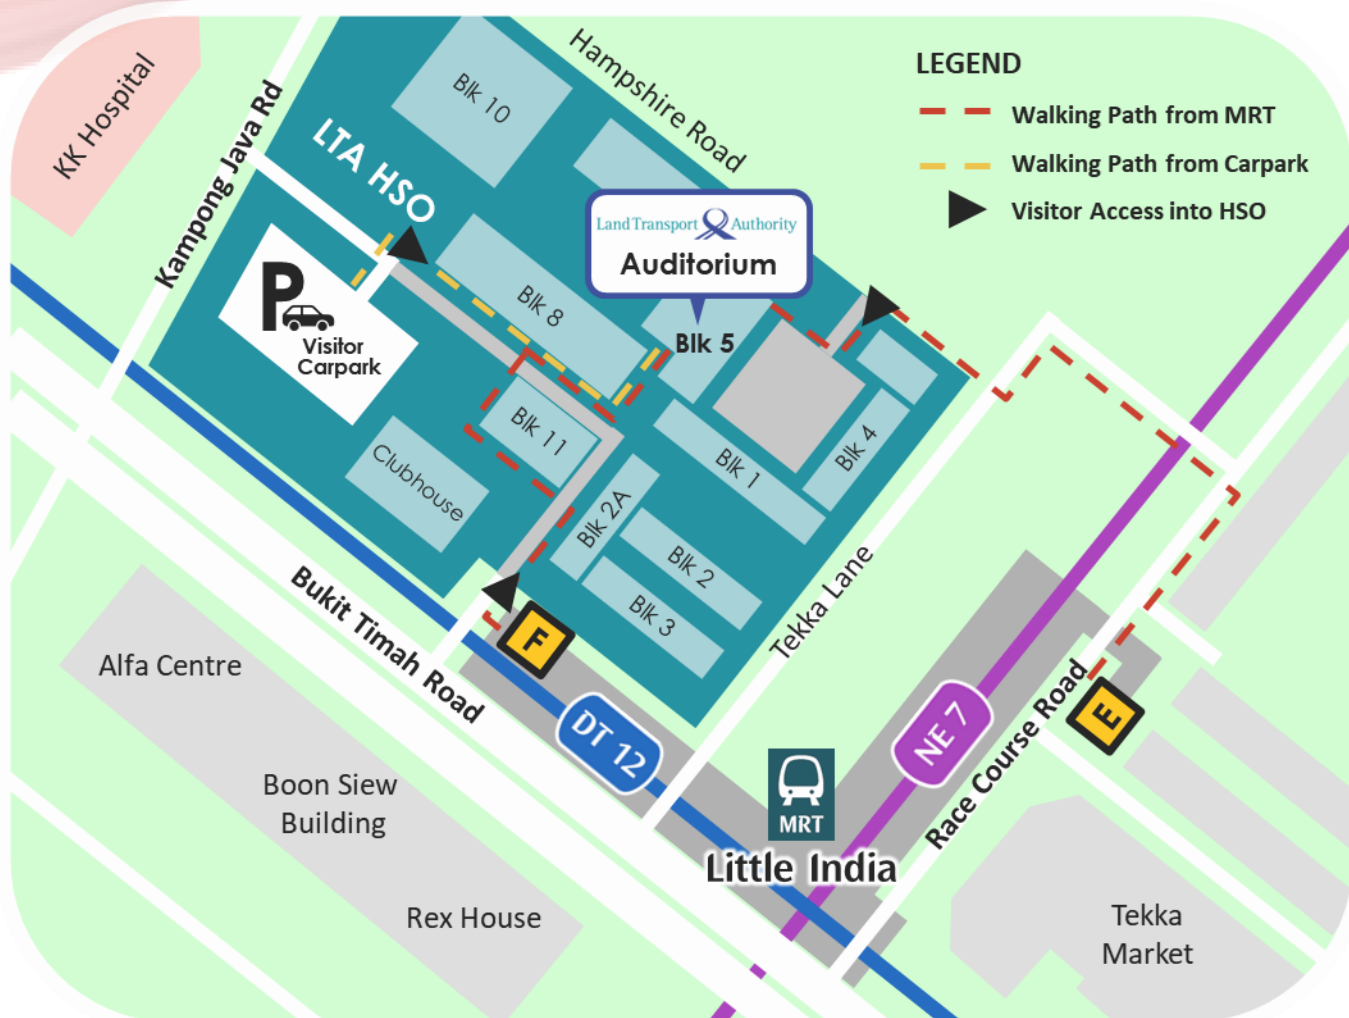 KK Hospital
Kampong Java Rd
LTA HSO
Blk 10
Hampshire Road
LEGEND
Walking Path from MRT
Walking Path from Carpark
Visitor Access into HSO
Land Transport Authority
Auditorium
Blk 5
Blk 8
P
Visitor
Carpark
Blk 11
Clubhouse
Blk 1
Blk 4
Blk 2A
Blk 2
Blk 3
Tekka Lane
F
E
Bukit Timah Road
DT 12
NE 7
Race Course Road
MRT
Little India
Alfa Centre
Boon Siew
Building
Rex House
Tekka
Market